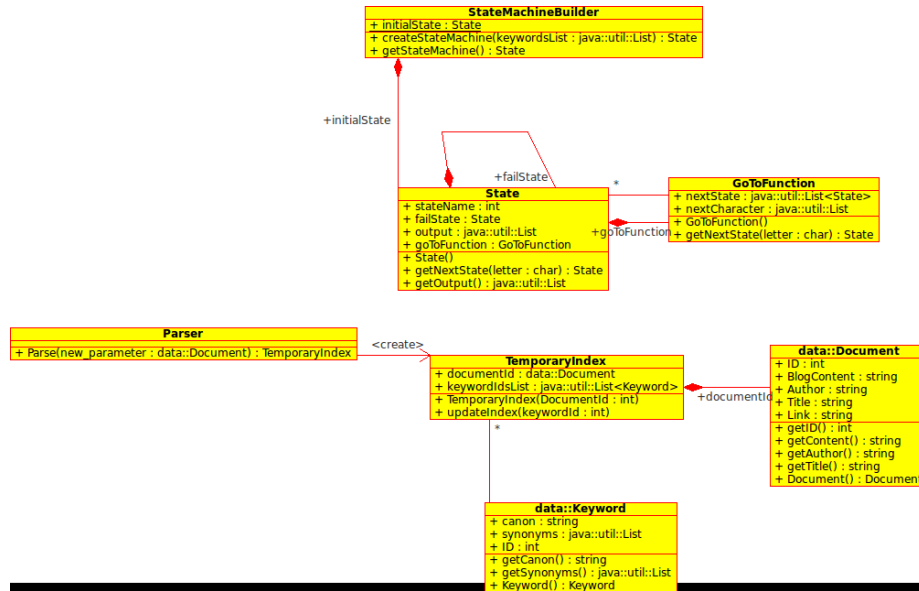 StateMachineBuilder
+ initialState : State
+ createStateMachine(keywordsList : java::util::List) : State
+ getStateMachine() : State
+initialState
+failState
*
State
+ stateName : int
+ failState : State
+ output : java::util::List
+ goToFunction : GoToFunction
+ State()
+ getNextState(letter : char) : State
+ getOutput() : java::util::List
+goToFunction
GoToFunction
+ nextState : java::util::List<State>
+ nextCharacter : java::util::List
+ GoToFunction()
+ getNextState(letter : char) : State
Parser
+ Parse(new_parameter : data::Document) : TemporaryIndex
<create>
TemporaryIndex
+ documentId : data::Document
+ keywordIdsList : java::util::List<Keyword>
+ TemporaryIndex(DocumentId : int)
+ updateIndex(keywordId : int)
+documentId
data::Document
+ ID : int
+ BlogContent : string
+ Author : string
+ Title : string
+ Link : string
+ getID() : int
+ getContent() : string
+ getAuthor() : string
+ getTitle() : string
+ Document() : Document
*
data::Keyword
+ canon : string
+ synonyms : java::util::List
+ ID : int
+ getCanon() : string
+ getSynonyms() : java::util::List
+ Keyword() : Keyword